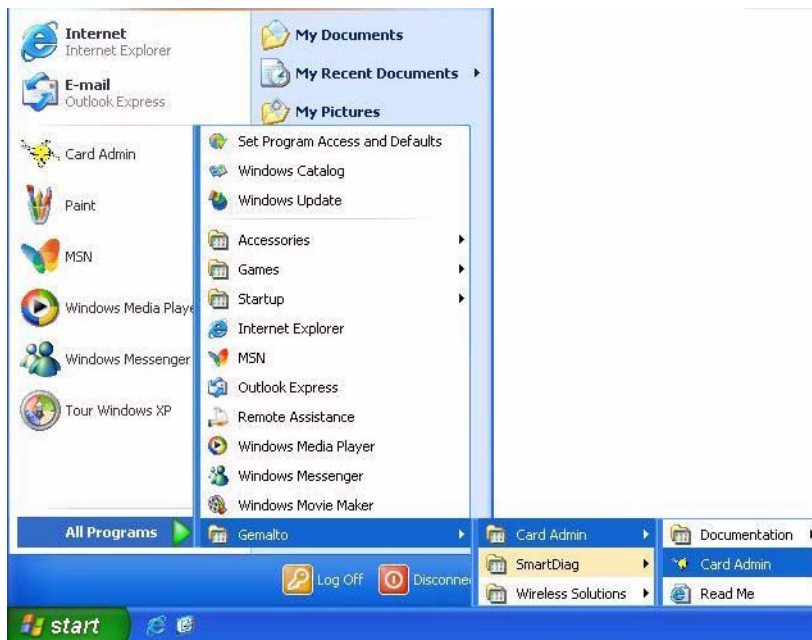 Internet
Internet Explorer
E-mail
Outlook Express
Card Admin
Paint
MSN
Windows Media Playe
Windows Messenger
Tour Windows XP
All Programs
My Documents
My Recent Documents
My Pictures
Set Program Access and Defaults
Windows Catalog
Windows Update
Accessories
Games
Startup
Internet Explorer
MSN
Outlook Express
Remote Assistance
Windows Media Player
Windows Messenger
Windows Movie Maker
Gemalto
Card Admin
SmartDiag
Wireless Solutions
Documentation
Card Admin
Read Me
Log Off
Disconne
start